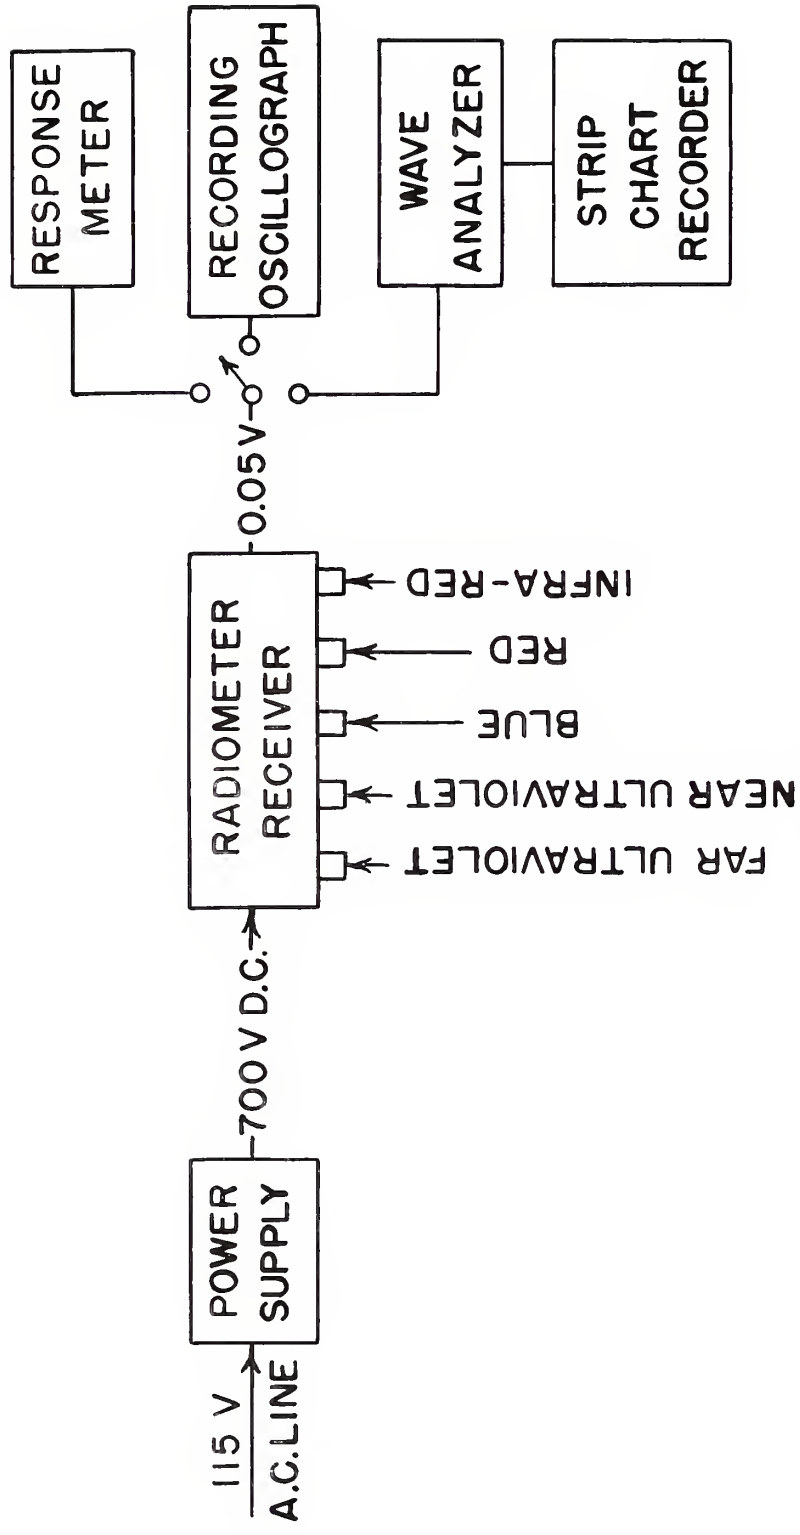 115 V
A.C. LINE
POWER
SUPPLY
700 V D.C.
RADIOMETER
RECEIVER
FAR ULTRAVIOLET
NEAR ULTRAVIOLET
BLUE
RED
INFRA-RED
0.05 V
RESPONSE
METER
RECORDING
OSCILLOGRAPH
WAVE
ANALYZER
STRIP
CHART
RECORDER